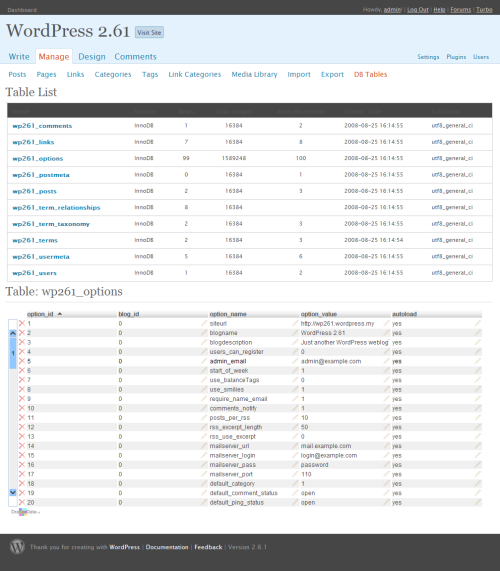 Dashboard
Howdy, admin! | Log Out | Help | Forums | Turbo
WordPress 2.61 Visit Site
Write Manage Design Comments Settings Plugins Users
Posts Pages Links Categories Tags Link Categories Media Library Import Export DB Tables
Table List
wp261_comments InnoDB 1 16384 2 2008-08-25 16:14:55 utf8_general_ci
wp261_links InnoDB 7 16384 8 2008-08-25 16:14:55 utf8_general_ci
wp261_options InnoDB 99 1589248 100 2008-08-25 16:14:55 utf8_general_ci
wp261_postmeta InnoDB 0 16384 1 2008-08-25 16:14:55 utf8_general_ci
wp261_posts InnoDB 2 16384 3 2008-08-25 16:14:55 utf8_general_ci
wp261_term_relationships InnoDB 8 16384 2008-08-25 16:14:55 utf8_general_ci
wp261_term_taxonomy InnoDB 2 16384 3 2008-08-25 16:14:55 utf8_general_ci
wp261_terms InnoDB 2 16384 3 2008-08-25 16:14:54 utf8_general_ci
wp261_usermeta InnoDB 5 16384 6 2008-08-25 16:14:55 utf8_general_ci
wp261_users InnoDB 1 16384 2 2008-08-25 16:14:55 utf8_general_ci
Table: wp261_options
option_id blog_id option_name option_value autoload
1 0 siteurl http://wp261.wordpress.my yes
2 0 blogname WordPress 2.61 yes
3 0 blogdescription Just another WordPress weblog yes
4 0 users_can_register 0 yes
5 0 admin_email admin@example.com yes
6 0 start_of_week 1 yes
7 0 use_balanceTags 0 yes
8 0 use_smilies 1 yes
9 0 require_name_email 1 yes
10 0 comments_notify 1 yes
11 0 posts_per_rss 10 yes
12 0 rss_excerpt_length 50 yes
13 0 rss_use_excerpt 0 yes
14 0 mailserver_url mail.example.com yes
15 0 mailserver_login login@example.com yes
16 0 mailserver_pass password yes
17 0 mailserver_port 110 yes
18 0 default_category 1 yes
19 0 default_comment_status open yes
20 0 default_ping_status open yes
1
Thank you for creating with WordPress | Documentation | Feedback | Version 2.6.1